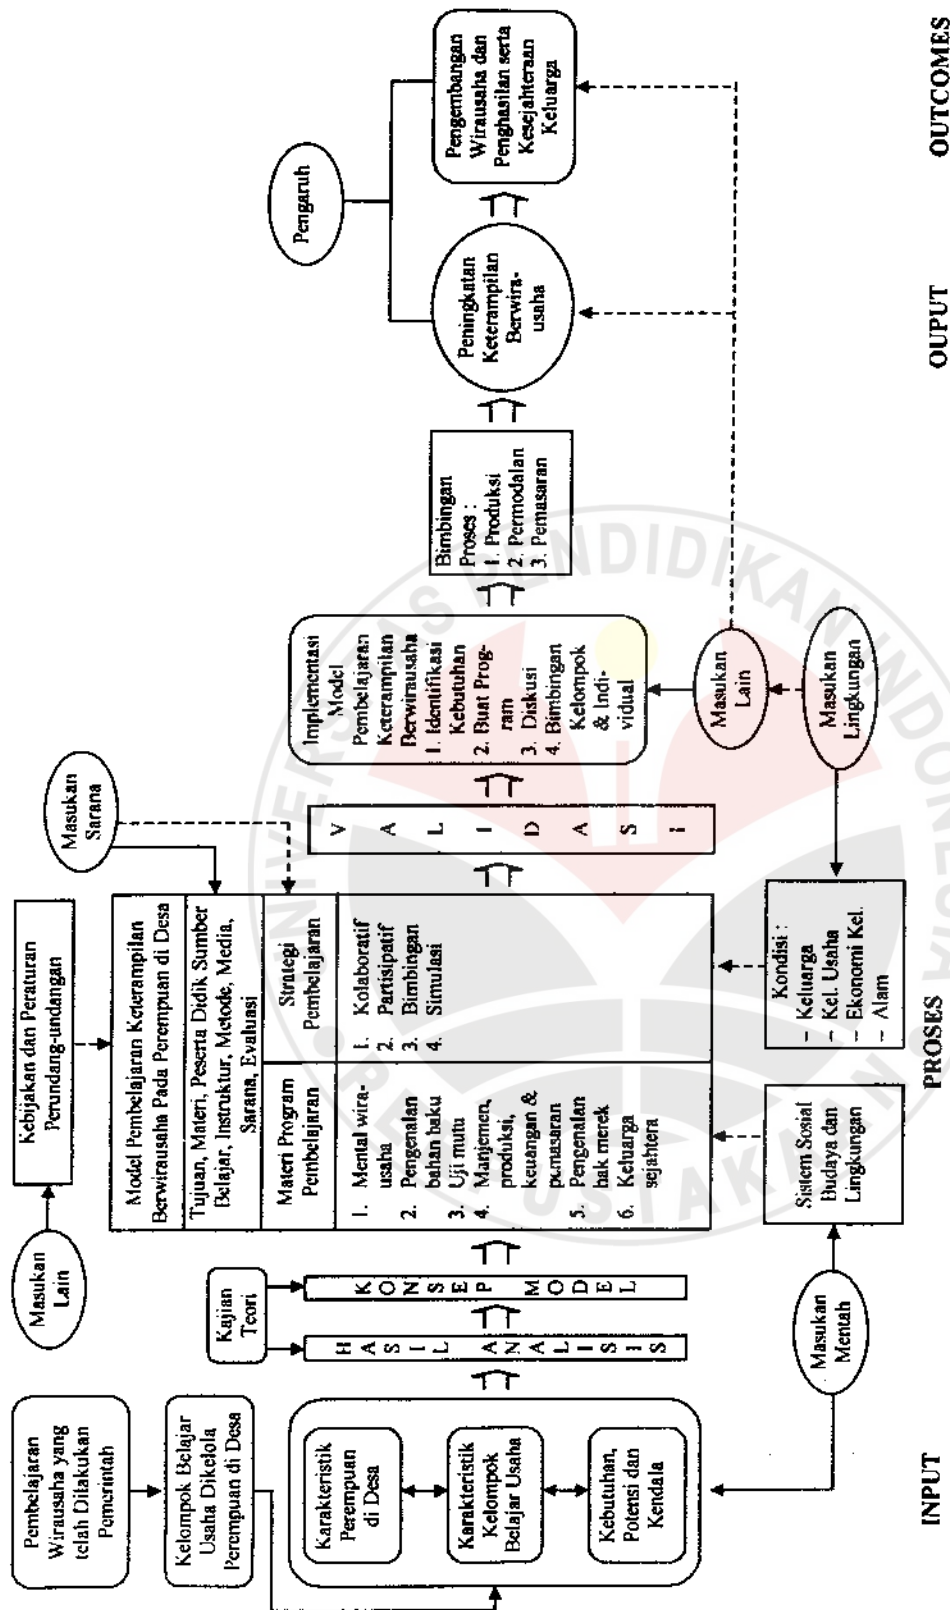 Pembelajaran
Wirausaha yang
telah Dilakukan
Pemerintah
Kelompok Belajar
Usaha Dikelola
Perempuan di Desa
Karakteristik
Perempuan
di Desa
Karakteristik
Kelompok
Belajar Usaha
Kebutuhan,
Potensi dan
Kendala
INPUT
Kajian
Teori
HASIL ANALISIS
KONSEP MODEL
Masukan
Mentah
Masukan
Lain
Kebijakan dan Peraturan
Perundang-undangan
Model Pembelajaran Keterampilan
Berwirausaha Pada Perempuan di Desa
Tujuan, Materi, Peserta Didik Sumber
Belajar, Instruktur, Metode, Media,
Sarana, Evaluasi
Materi Program
Pembelajaran
Strategi
Pembelajaran
1. Mental wira-
usaha
2. Pengenalan
bahan baku
3. Uji mutu
4. Manjemen,
produksi,
keuangan &
pemasaran
5. Pengenalan
hak merek
6. Keluarga
sejahtera
1. Kolaboratif
2. Partisipatif
3. Bimbingan
4. Simulasi
Sistem Sosial
Budaya dan
Lingkungan
Kondisi :
- Keluarga
- Kel. Usaha
- Ekonomi Kel.
- Alam
PROSES
Masukan
Sarana
VALIDASI
Implementasi
Model
Pembelajaran
Keterampilan
Berwirausaha
1. Identifikasi
Kebutuhan
2. Buat Prog-
ram
3. Diskusi
4. Bimbingan
Kelompok
& Indi-
vidual
Masukan
Lain
Masukan
Lingkungan
Bimbingan
Proses :
1. Produksi
2. Permodalan
3. Pemasaran
Pengaruh
Peningkatan
Keterampilan
Berwira-
usaha
OUPUT
Pengembangan
Wirausaha dan
Penghasilan serta
Kesejahteraan
Keluarga
OUTCOMES
UNIVERSITAS PENDIDIKAN INDONESIA
PERPUSTAKAAN